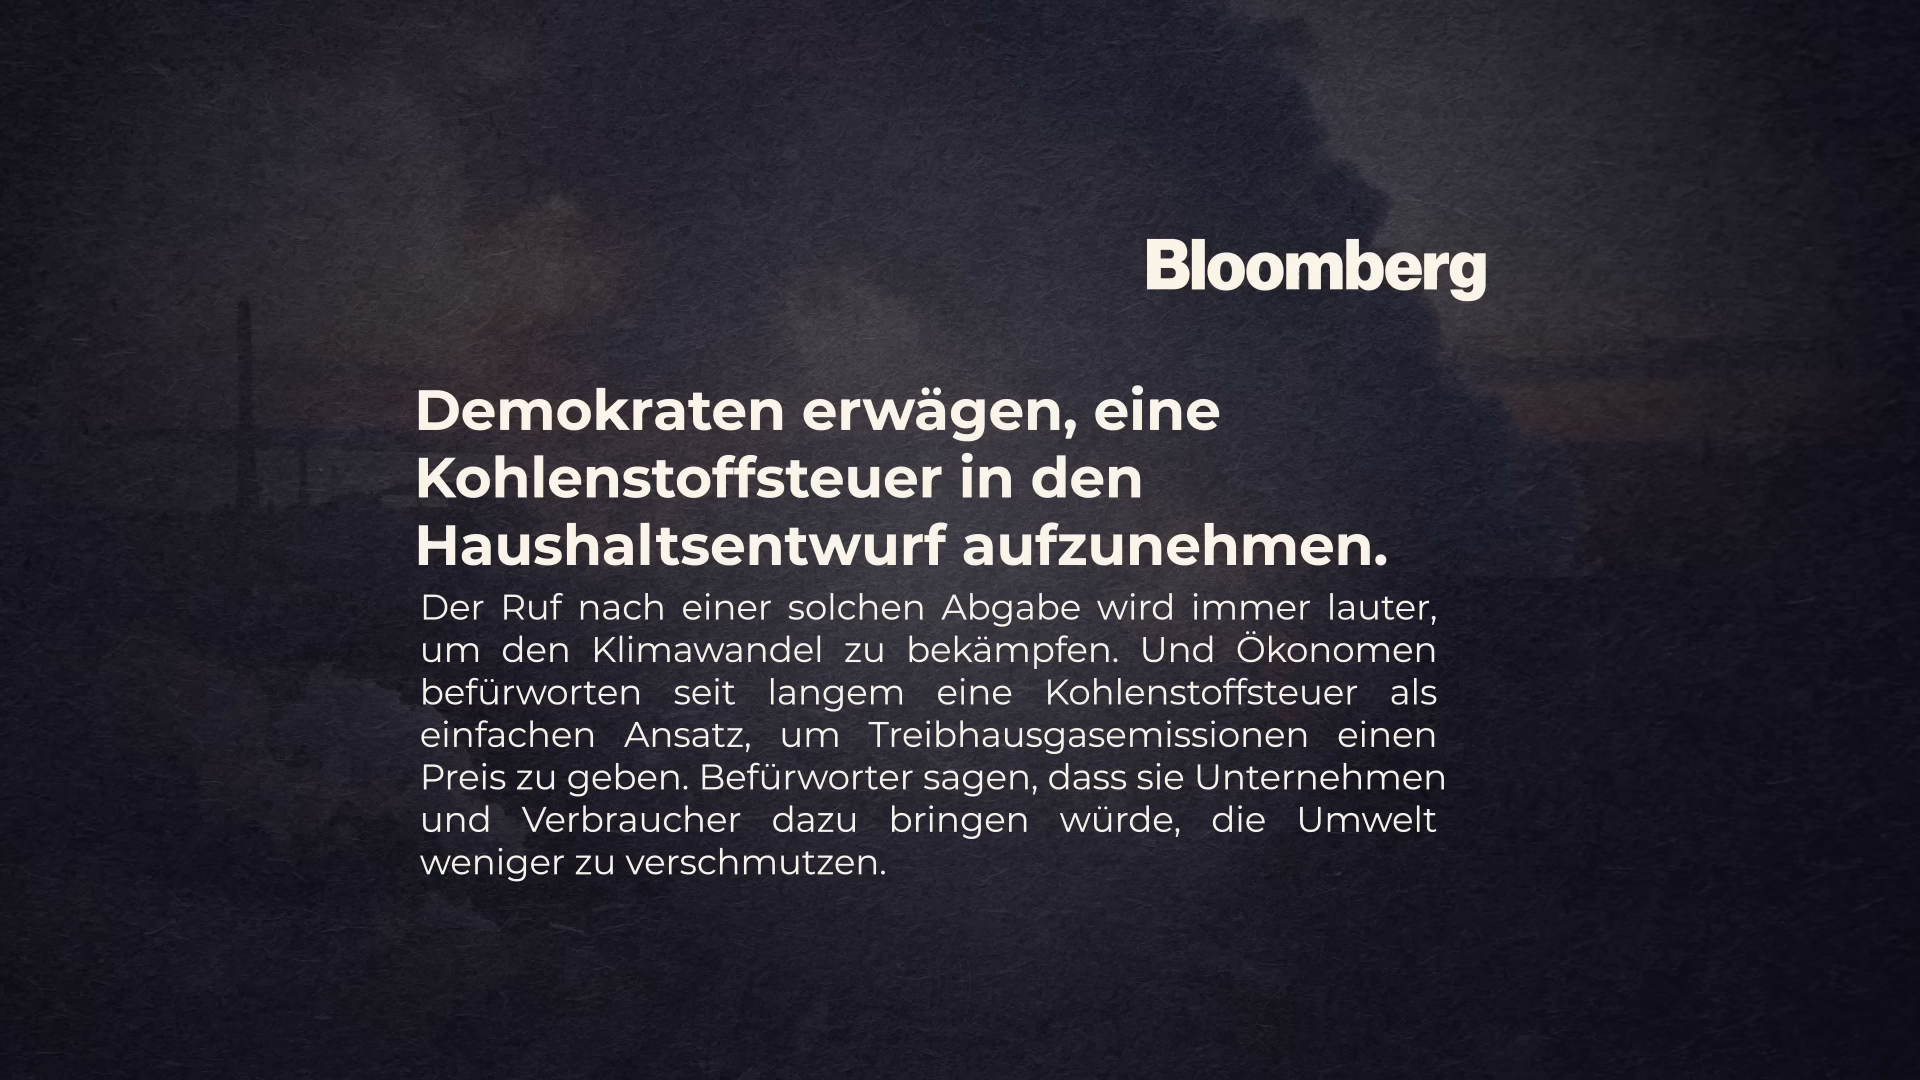 Bloomberg
Demokraten erwägen, eine
Kohlenstoffsteuer in den
Haushaltsentwurf aufzunehmen.
Der Ruf nach einer solchen Abgabe wird immer lauter,
um den Klimawandel zu bekämpfen. Und Ökonomen
befürworten seit langem eine Kohlenstoffsteuer als
einfachen Ansatz, um Treibhausgasemissionen einen
Preis zu geben. Befürworter sagen, dass sie Unternehmen
und Verbraucher dazu bringen würde, die Umwelt
weniger zu verschmutzen.